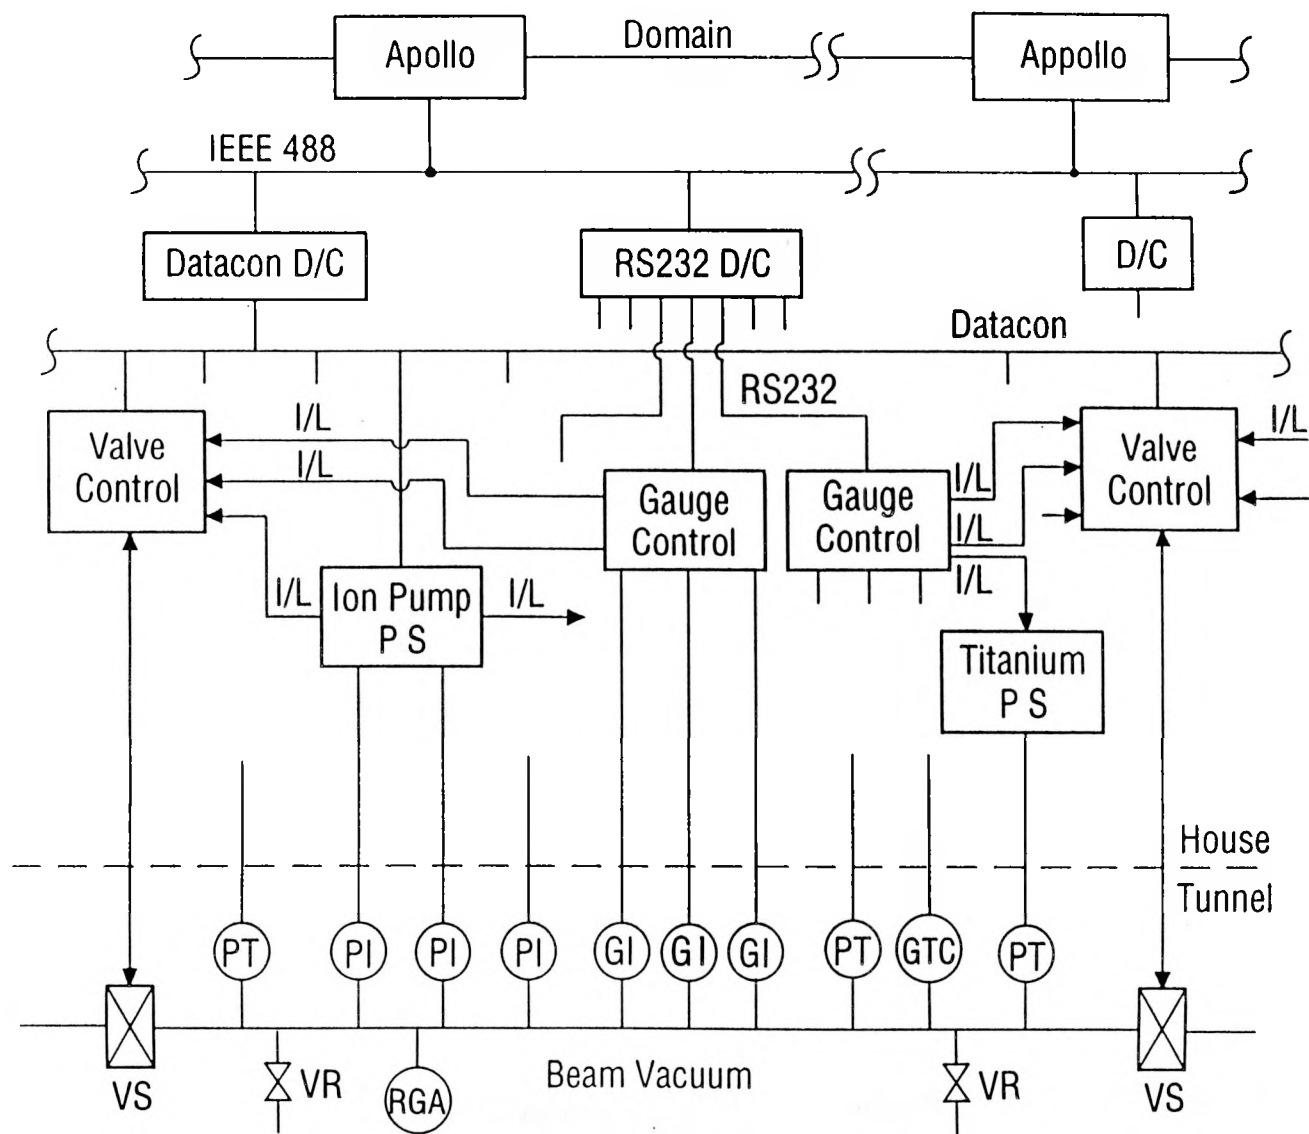 Domain
Apollo
Appollo
IEEE 488
Datacon D/C
RS232 D/C
D/C
Datacon
RS232
I/L
I/L
I/L
Valve
Control
Valve
Control
I/L
I/L
I/L
Gauge
Control
Gauge
Control
I/L
I/L
Ion Pump
P S
I/L
Titanium
P S
House
Tunnel
PT
PI
PI
PI
GI
GI
GI
PT
GTC
PT
VS
VR
RGA
Beam Vacuum
VR
VS